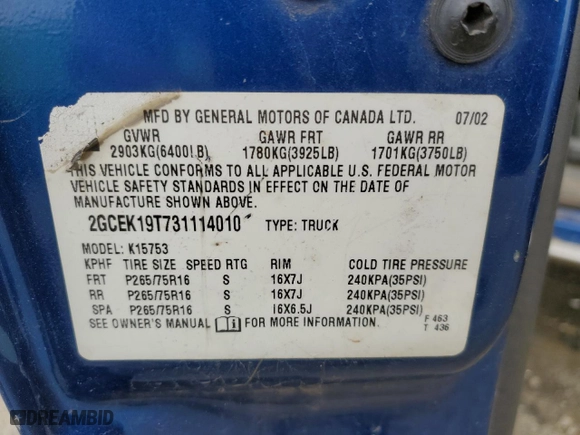 MFD BY GENERAL MOTORS OF CANADA LTD. 07/02
GVWR GAWR FRT GAWR RR
2903KG(6400LB) 1780KG(3925LB) 1701KG(3750LB)
THIS VEHICLE CONFORMS TO ALL APPLICABLE U.S. FEDERAL MOTOR
VEHICLE SAFETY STANDARDS IN EFFECT ON THE DATE OF
MANUFACTURE SHOWN ABOVE.
2GCEK19T731114010 TYPE: TRUCK
MODEL: K15753
KPHF TIRE SIZE SPEED RTG RIM COLD TIRE PRESSURE
FRT P265/75R16 S 16X7J 240KPA(35PSI)
RR P265/75R16 S 16X7J 240KPA(35PSI)
SPA P265/75R16 S 16X6.5J 240KPA(35PSI)
SEE OWNER'S MANUAL FOR MORE INFORMATION.
F 463
T 436
DREAMBID